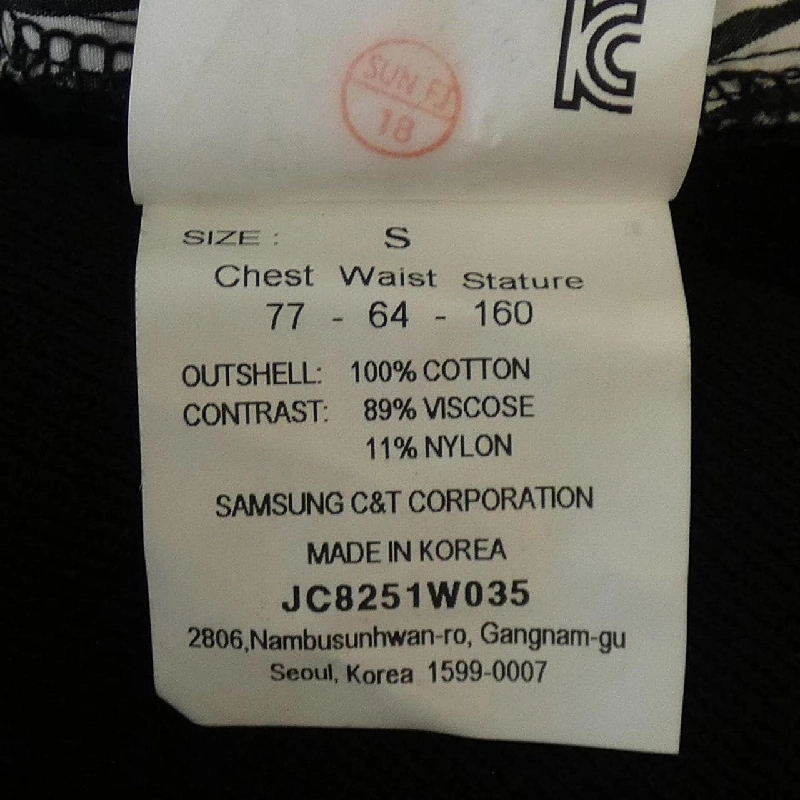 SUN FJ
18
SIZE : S
Chest Waist Stature
77 - 64 - 160
OUTSHELL: 100% COTTON
CONTRAST: 89% VISCOSE
11% NYLON
SAMSUNG C&T CORPORATION
MADE IN KOREA
JC8251W035
2806,Nambusunhwan-ro, Gangnam-gu
Seoul, Korea 1599-0007